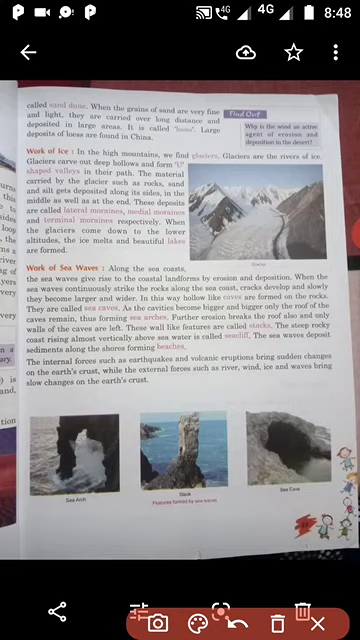 4G
4G
8:48
called sand dune. When the grains of sand are very fine
and light, they are carried over long distance and
deposited in large areas. It is called "loess". Large
deposits of loess are found in China.
Find Out
Why is the wind an active
agent of erosion and
deposition in the desert?
Work of Ice : In the high mountains, we find glaciers. Glaciers are the rivers of ice.
Glaciers carve out deep hollows and form "U"
shaped valleys in their path. The material
carried by the glacier such as rocks, sand
and silt gets deposited along its sides, in the
middle as well as at the end. These deposits
are called lateral moraines, medial moraines
and terminal moraines respectively. When
the glaciers come down to the lower
altitudes, the ice melts and beautiful lakes
are formed.
Glacier
Work of Sea Waves : Along the sea coasts,
the sea waves give rise to the coastal landforms by erosion and deposition. When the
sea waves continuously strike the rocks along the sea coast, cracks develop and slowly
they become larger and wider. In this way hollow like caves are formed on the rocks.
They are called sea caves. As the cavities become bigger and bigger only the roof of the
caves remain, thus forming sea arches. Further erosion breaks the roof also and only
walls of the caves are left. These wall like features are called stacks. The steep rocky
coast rising almost vertically above sea water is called seacliff. The sea waves deposit
sediments along the shores forming beaches.
The internal forces such as earthquakes and volcanic eruptions bring sudden changes
on the earth's crust, while the external forces such as river, wind, ice and waves bring
slow changes on the earth's crust.
Sea Arch
Stack
Sea Cave
Features formed by sea waves